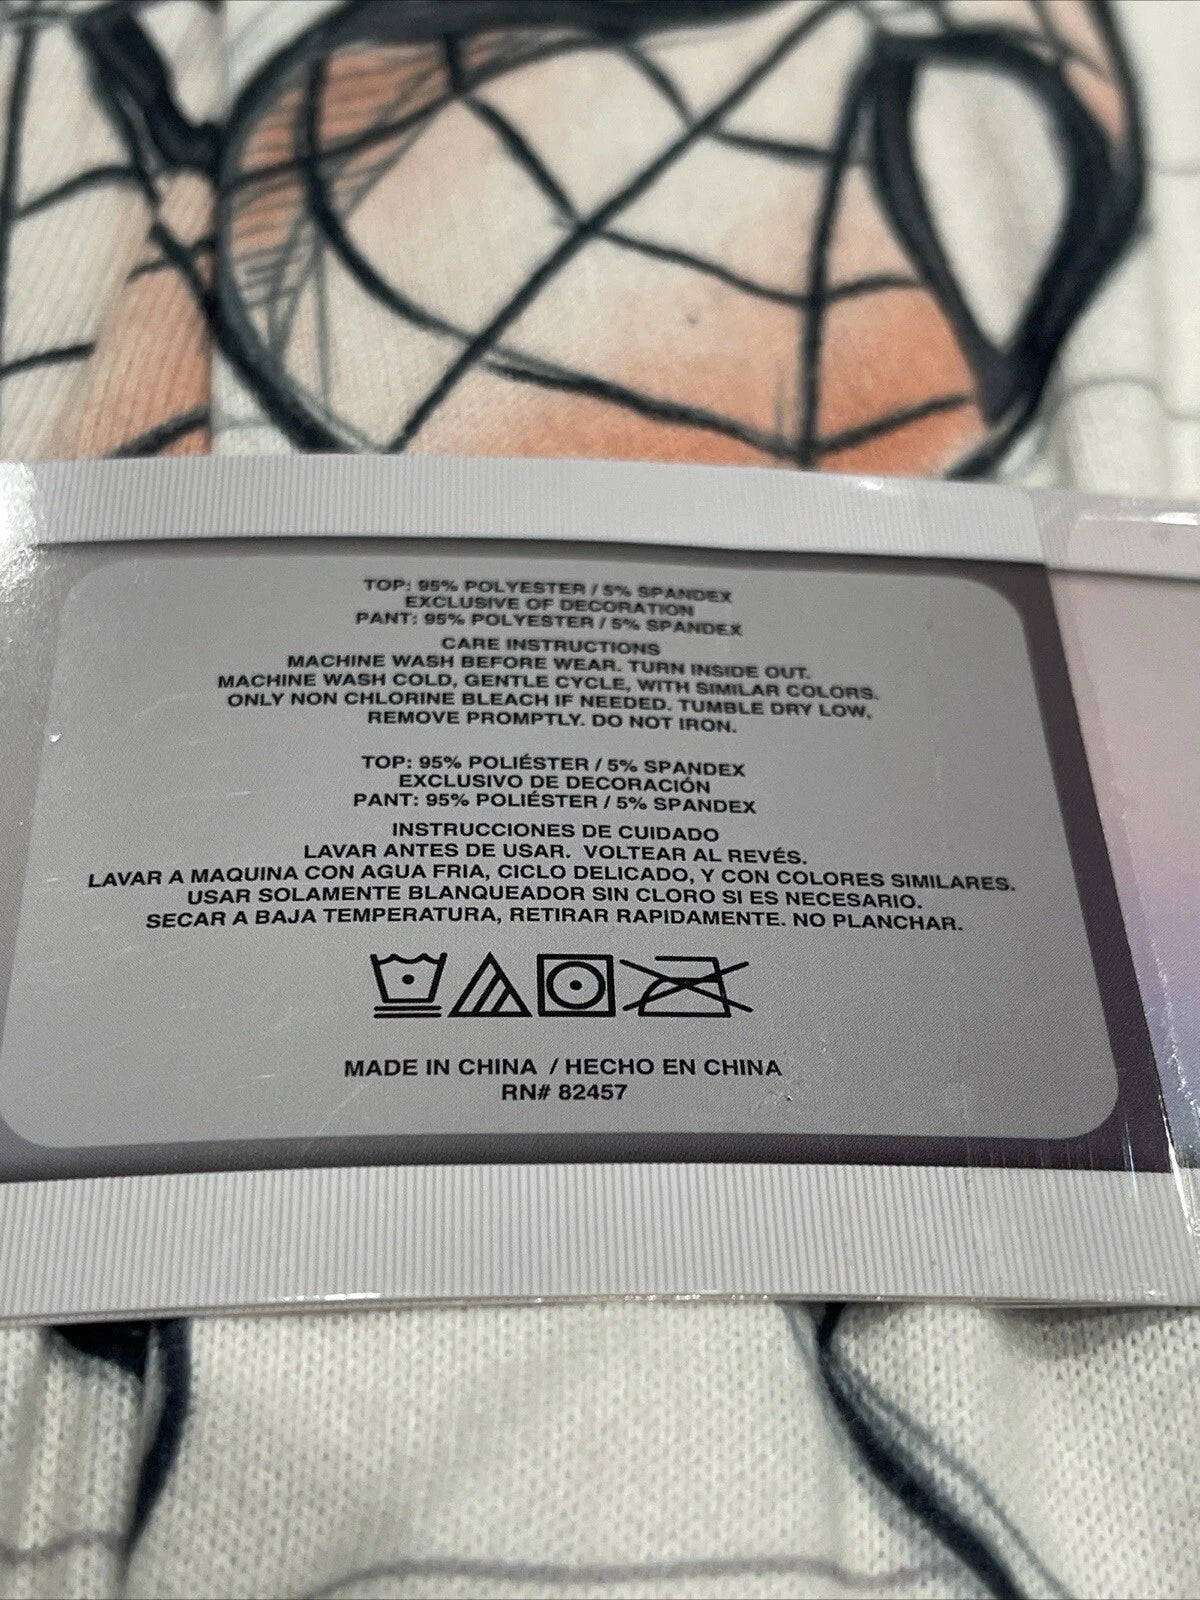 TOP: 95% POLYESTER / 5% SPANDEX
EXCLUSIVE OF DECORATION
PANT: 95% POLYESTER / 5% SPANDEX
CARE INSTRUCTIONS
MACHINE WASH BEFORE WEAR. TURN INSIDE OUT.
MACHINE WASH COLD, GENTLE CYCLE, WITH SIMILAR COLORS.
ONLY NON CHLORINE BLEACH IF NEEDED. TUMBLE DRY LOW,
REMOVE PROMPTLY. DO NOT IRON.
TOP: 95% POLIÉSTER / 5% SPANDEX
EXCLUSIVO DE DECORACIÓN
PANT: 95% POLIÉSTER / 5% SPANDEX
INSTRUCCIONES DE CUIDADO
LAVAR ANTES DE USAR. VOLTEAR AL REVÉS.
LAVAR A MAQUINA CON AGUA FRIA, CICLO DELICADO, Y CON COLORES SIMILARES.
USAR SOLAMENTE BLANQUEADOR SIN CLORO SI ES NECESARIO.
SECAR A BAJA TEMPERATURA, RETIRAR RAPIDAMENTE. NO PLANCHAR.
MADE IN CHINA / HECHO EN CHINA
RN# 82457